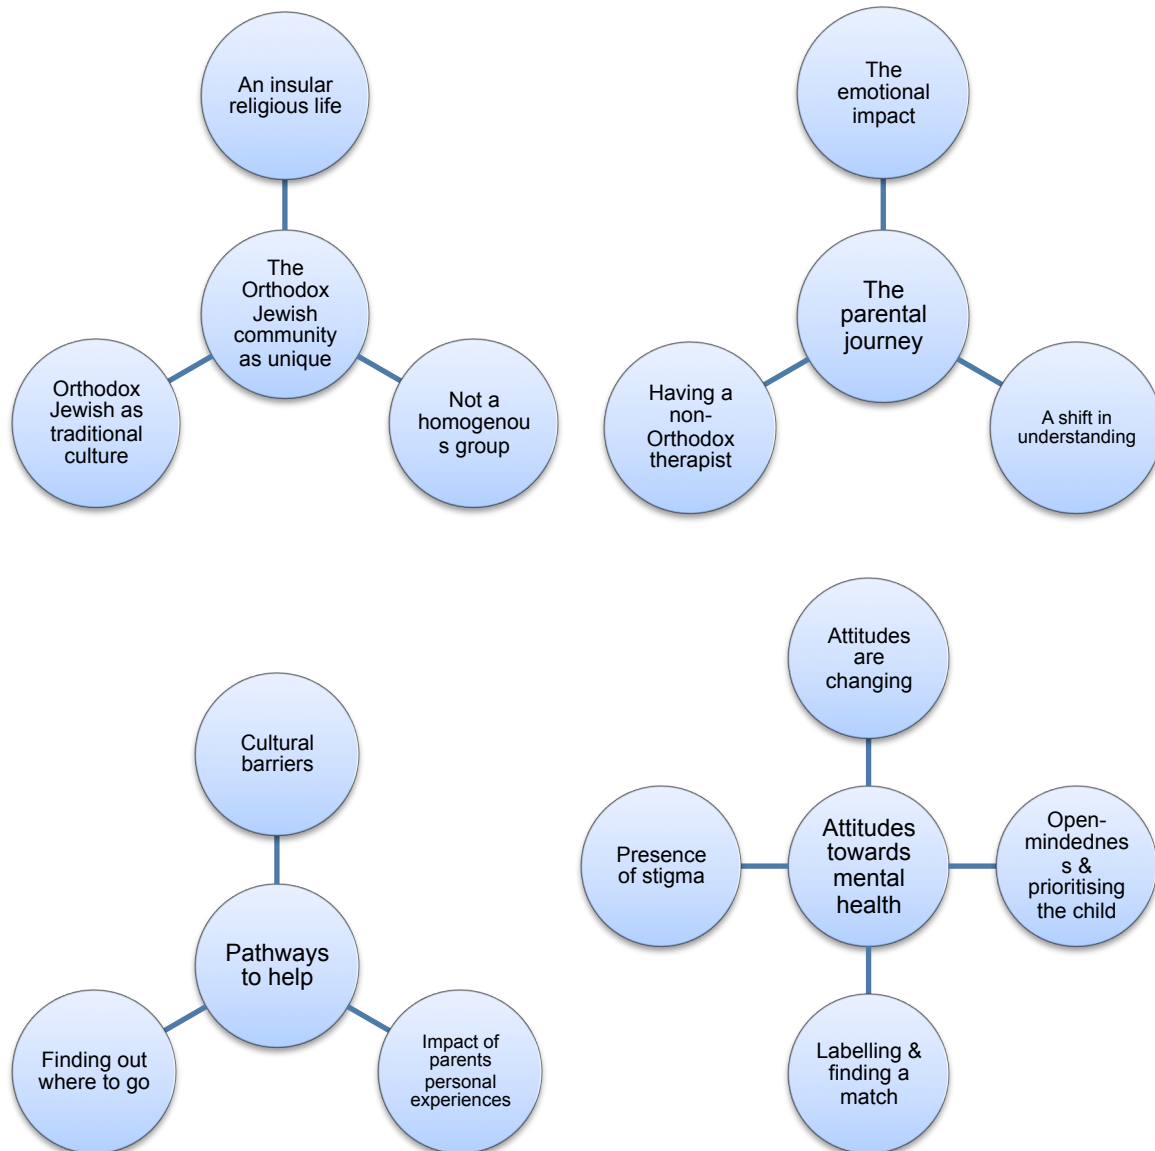 An insular
religious life
The
Orthodox
Jewish
community
as unique
Orthodox
Jewish as
traditional
culture
Not a
homogenou
s group
The
emotional
impact
The
parental
journey
Having a
non-
Orthodox
therapist
A shift in
understanding
Cultural
barriers
Pathways
to help
Finding out
where to go
Impact of
parents
personal
experiences
Attitudes
are
changing
Presence
of stigma
Attitudes
towards
mental
health
Open-
mindednes
s &
prioritising
the child
Labelling &
finding a
match